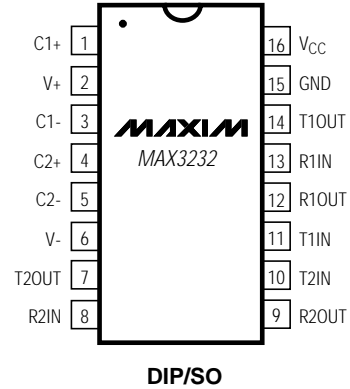 C1+ 1 16 VCC
V+ 2 15 GND
C1- 3 MAXIM 14 T1OUT
C2+ 4 MAX3232 13 R1IN
C2- 5 12 R1OUT
V- 6 11 T1IN
T2OUT 7 10 T2IN
R2IN 8 9 R2OUT
DIP/SO